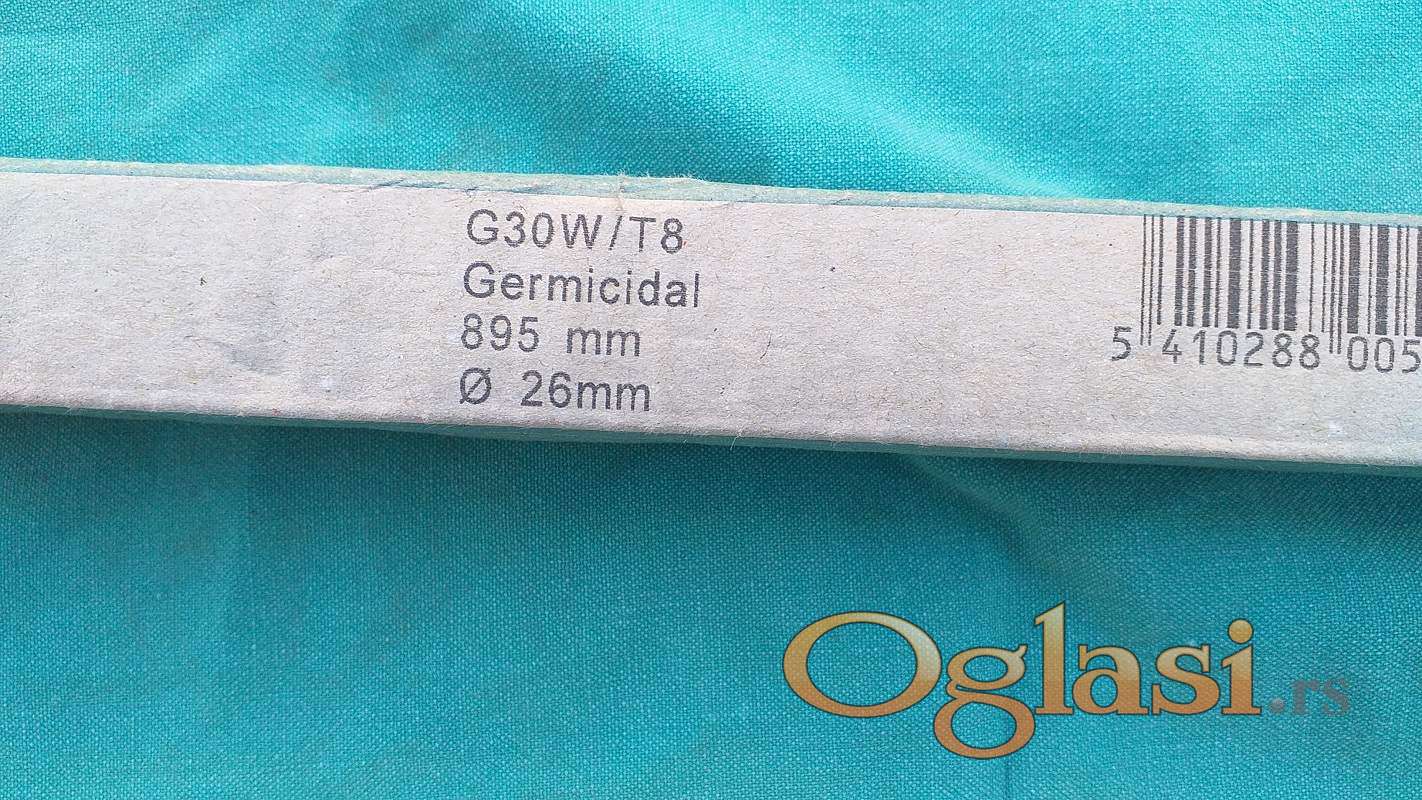 G30W/T8
Germicidal
895 mm
Ø 26mm
5 410288 005
Oglasi.rs